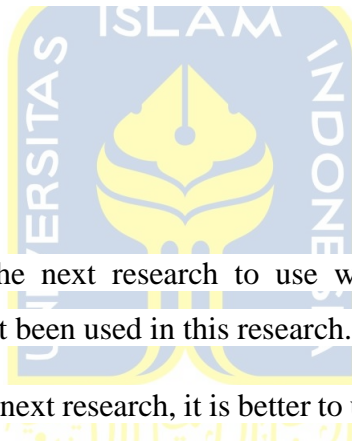 UNIVERSITAS
ISLAM
INDONESIA
he next research to use w
t been used in this research.
next research, it is better to